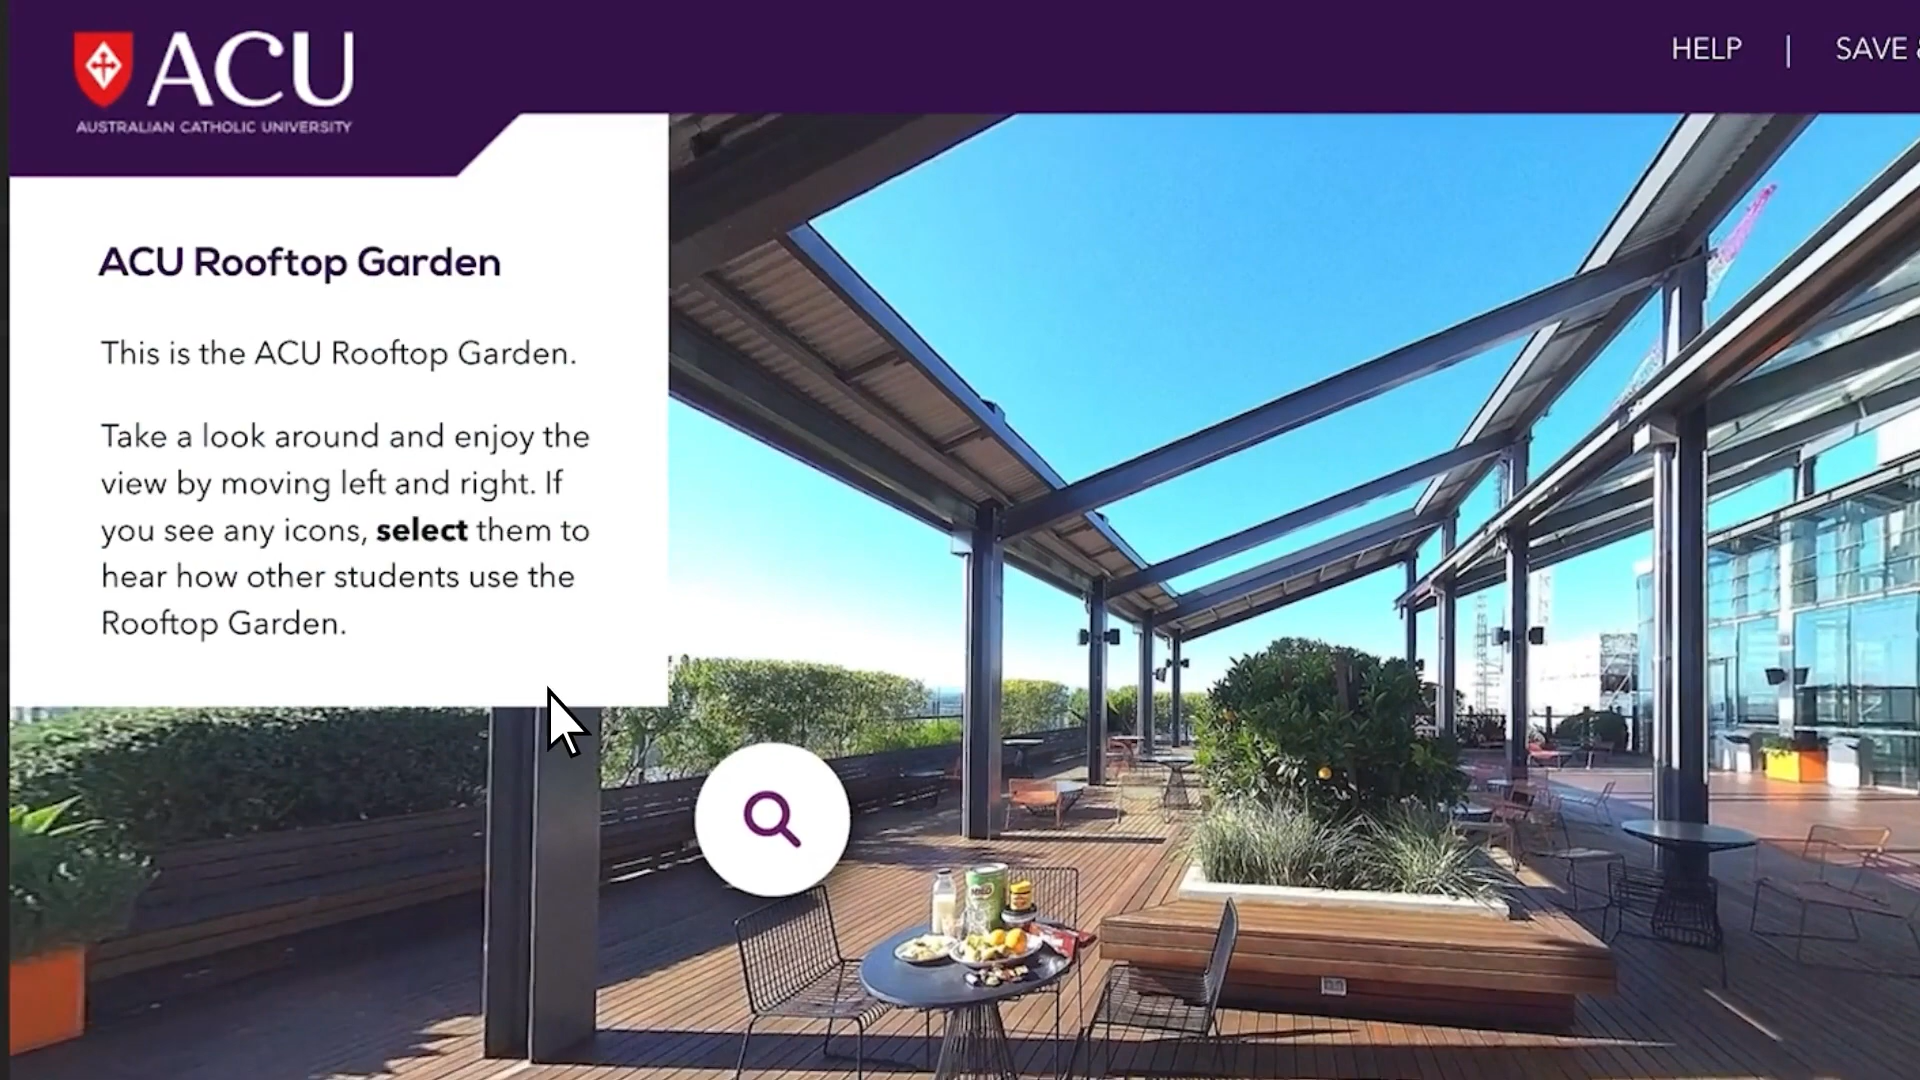 ACU
AUSTRALIAN CATHOLIC UNIVERSITY
HELP | SAVE &
ACU Rooftop Garden
This is the ACU Rooftop Garden.
Take a look around and enjoy the
view by moving left and right. If
you see any icons, select them to
hear how other students use the
Rooftop Garden.
MILO